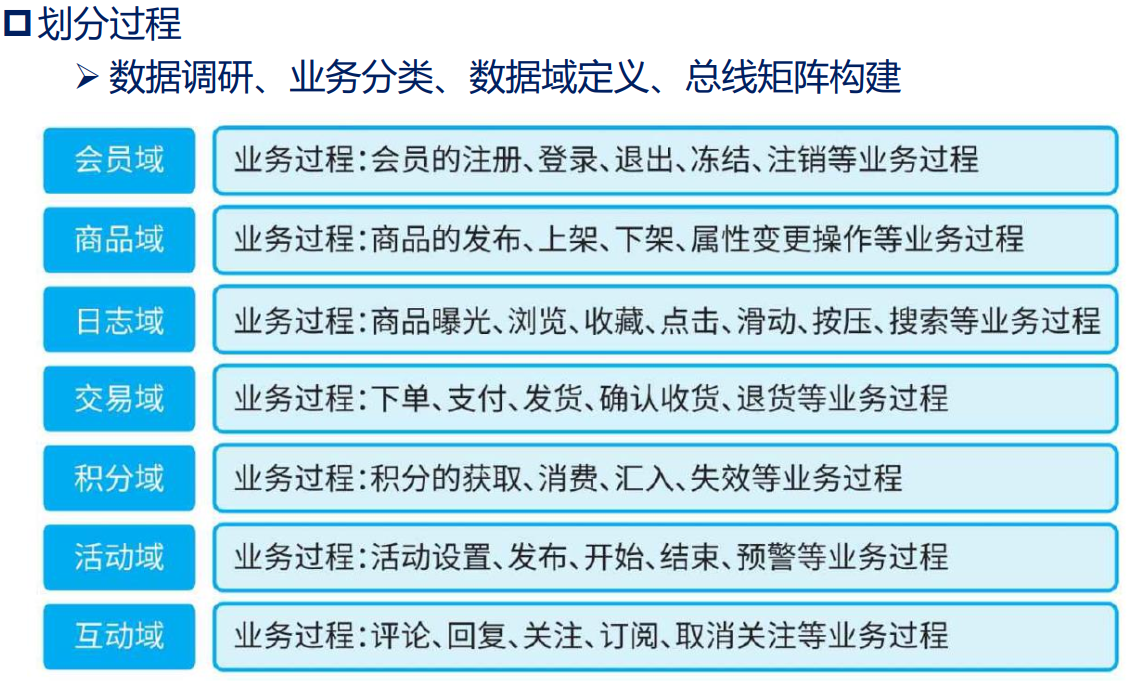 划分过程
数据调研、业务分类、数据域定义、总线矩阵构建
会员域 业务过程：会员的注册、登录、退出、冻结、注销等业务过程
商品域 业务过程：商品的发布、上架、下架、属性变更操作等业务过程
日志域 业务过程：商品曝光、浏览、收藏、点击、滑动、按压、搜索等业务过程
交易域 业务过程：下单、支付、发货、确认收货、退货等业务过程
积分域 业务过程：积分的获取、消费、汇入、失效等业务过程
活动域 业务过程：活动设置、发布、开始、结束、预警等业务过程
互动域 业务过程：评论、回复、关注、订阅、取消关注等业务过程